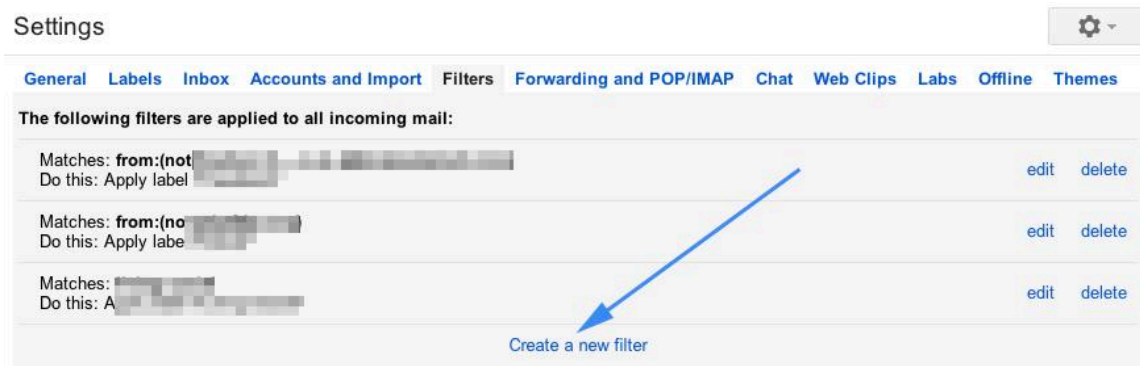 Settings
General Labels Inbox Accounts and Import Filters Forwarding and POP/IMAP Chat Web Clips Labs Offline Themes
The following filters are applied to all incoming mail:
Matches: from:(not
Do this: Apply label
edit delete
Matches: from:(no
Do this: Apply labe
edit delete
Matches:
Do this: A
edit delete
Create a new filter